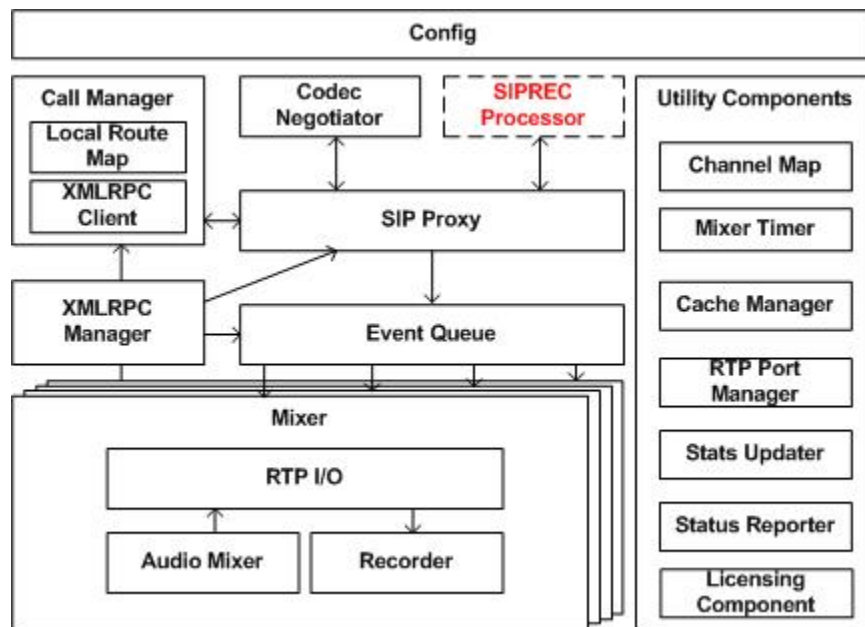 Config
Call Manager
Local Route
Map
XMLRPC
Client
Codec
Negotiator
SIPREC
Processor
SIP Proxy
XMLRPC
Manager
Event Queue
Mixer
RTP I/O
Audio Mixer
Recorder
Utility Components
Channel Map
Mixer Timer
Cache Manager
RTP Port
Manager
Stats Updater
Status Reporter
Licensing
Component